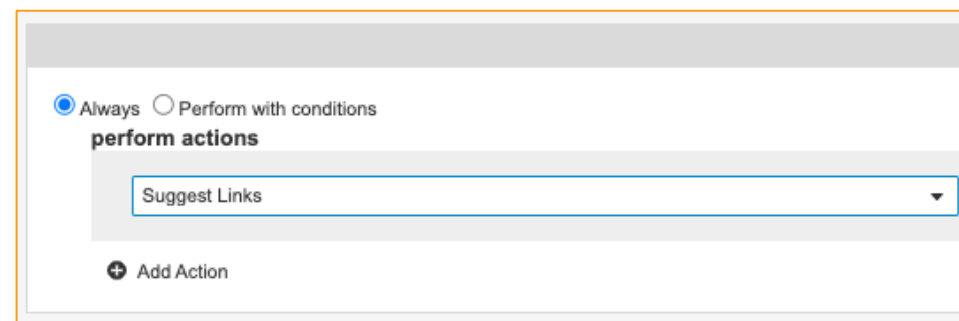 Always Perform with conditions
perform actions
Suggest Links
Add Action